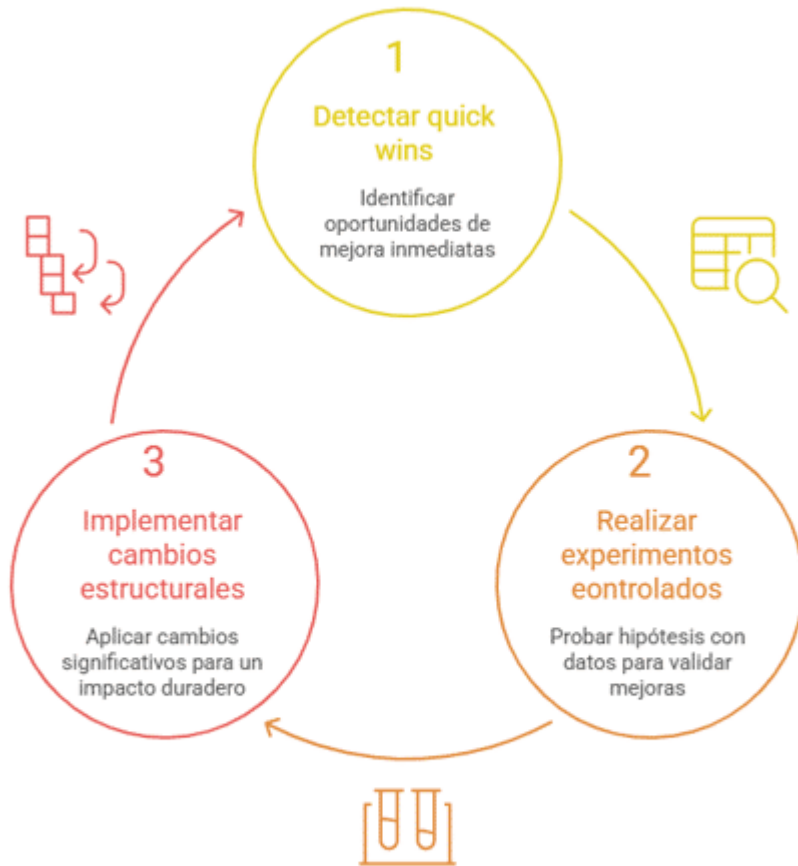 1
Detectar quick
wins
Identificar
oportunidades de
mejora inmediatas
2
Realizar
experimentos
eontrolados
Probar hipótesis con
datos para validar
mejoras
3
Implementar
cambios
estructurales
Aplicar cambios
significativos para un
impacto duradero